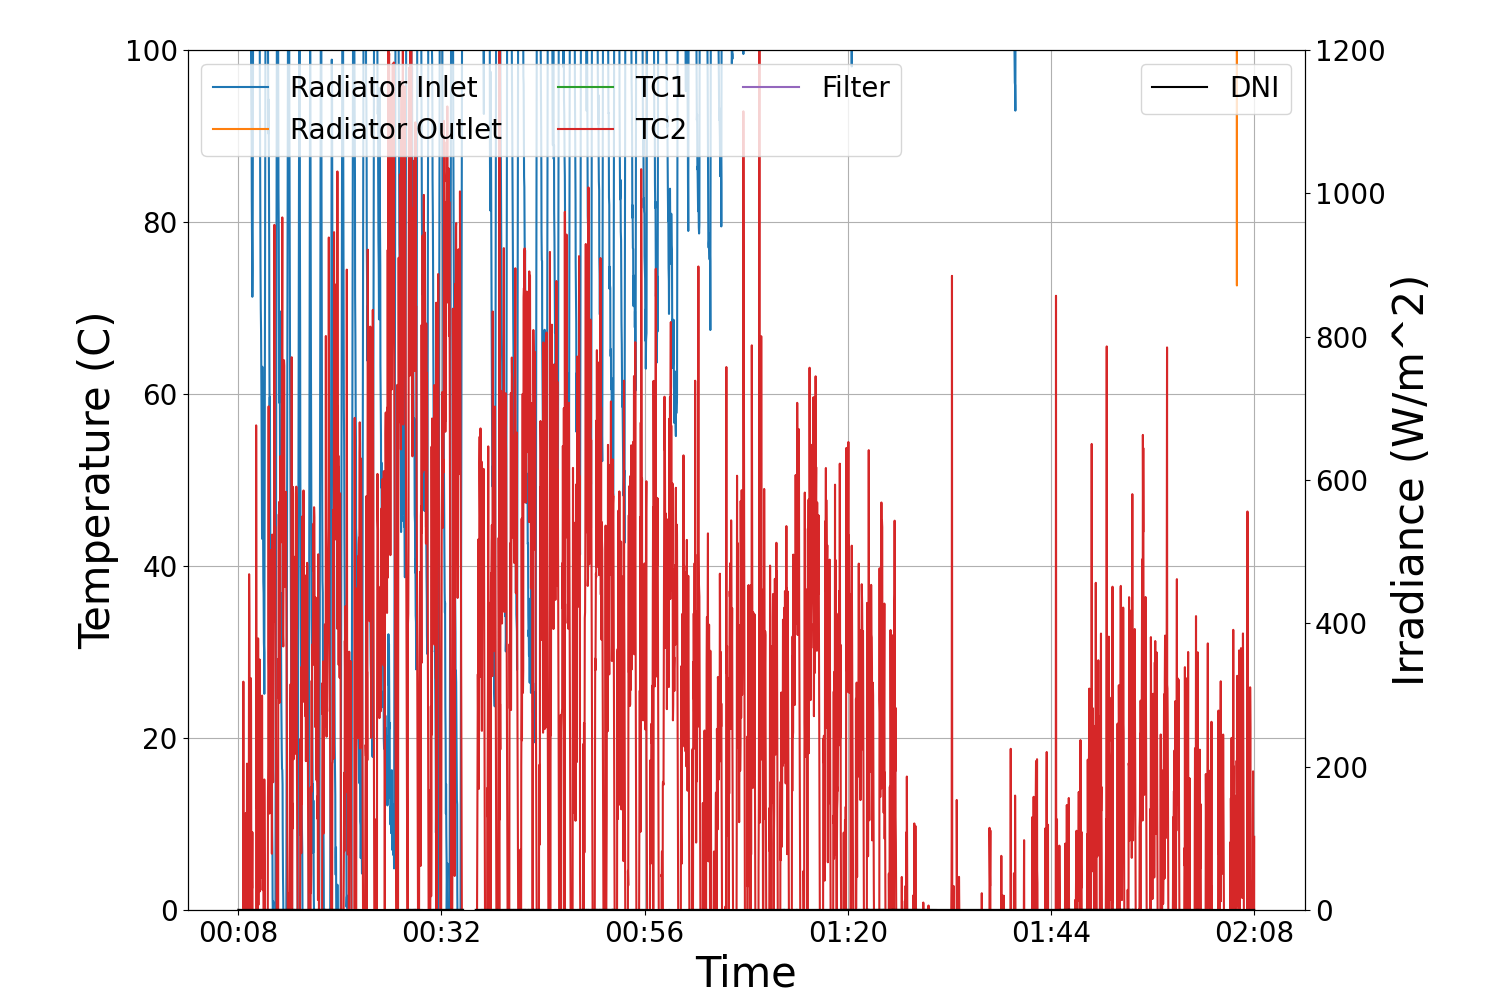 100
80
60
40
20
0
Temperature (C)
Radiator Inlet
Radiator Outlet
TC1
TC2
Filter
DNI
1200
1000
800
600
400
200
0
Irradiance (W/m^2)
00:08 00:32 00:56 01:20 01:44 02:08
Time